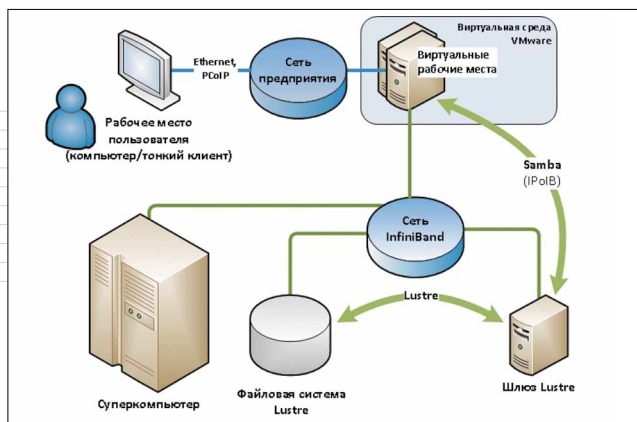 Виртуальная среда
VMware
Виртуальные
рабочие места
Ethernet,
PCoIP
Сеть
предприятия
Рабочее место
пользователя
(компьютер/тонкий клиент)
Samba
(IPoIB)
Сеть
InfiniBand
Lustre
Суперкомпьютер
Файловая система
Lustre
Шлюз Lustre